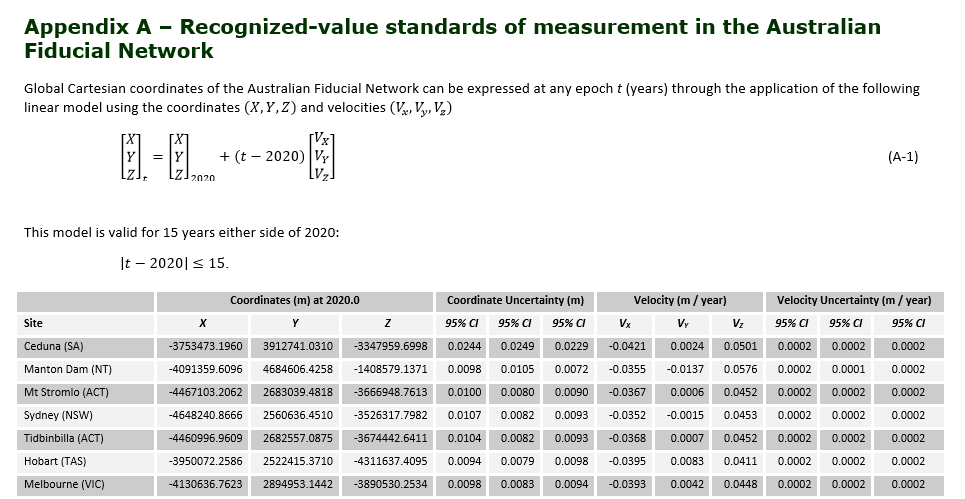 Appendix A – Recognized-value standards of measurement in the Australian
Fiducial Network
Global Cartesian coordinates of the Australian Fiducial Network can be expressed at any epoch t (years) through the application of the following
linear model using the coordinates (X, Y, Z) and velocities (Vx, Vy, Vz)
[X Y Z]t = [X Y Z]2020 + (t − 2020) [VX VY VZ] (A-1)
This model is valid for 15 years either side of 2020:
|t − 2020| ≤ 15.
Coordinates (m) at 2020.0 Coordinate Uncertainty (m) Velocity (m / year) Velocity Uncertainty (m / year)
Site X Y Z 95% CI 95% CI 95% CI VX VY VZ 95% CI 95% CI 95% CI
Ceduna (SA) -3753473.1960 3912741.0310 -3347959.6998 0.0244 0.0249 0.0229 -0.0421 0.0024 0.0501 0.0002 0.0002 0.0002
Manton Dam (NT) -4091359.6096 4684606.4258 -1408579.1371 0.0098 0.0105 0.0072 -0.0355 -0.0137 0.0576 0.0002 0.0001 0.0002
Mt Stromlo (ACT) -4467103.2062 2683039.4818 -3666948.7613 0.0100 0.0080 0.0090 -0.0367 0.0006 0.0452 0.0002 0.0002 0.0002
Sydney (NSW) -4648240.8666 2560636.4510 -3526317.7982 0.0107 0.0082 0.0093 -0.0352 -0.0015 0.0453 0.0002 0.0002 0.0002
Tidbinbilla (ACT) -4460996.9609 2682557.0875 -3674442.6411 0.0104 0.0082 0.0093 -0.0368 0.0007 0.0452 0.0002 0.0002 0.0002
Hobart (TAS) -3950072.2586 2522415.3710 -4311637.4095 0.0094 0.0079 0.0098 -0.0395 0.0083 0.0411 0.0002 0.0002 0.0002
Melbourne (VIC) -4130636.7623 2894953.1442 -3890530.2534 0.0098 0.0083 0.0094 -0.0393 0.0042 0.0448 0.0002 0.0002 0.0002